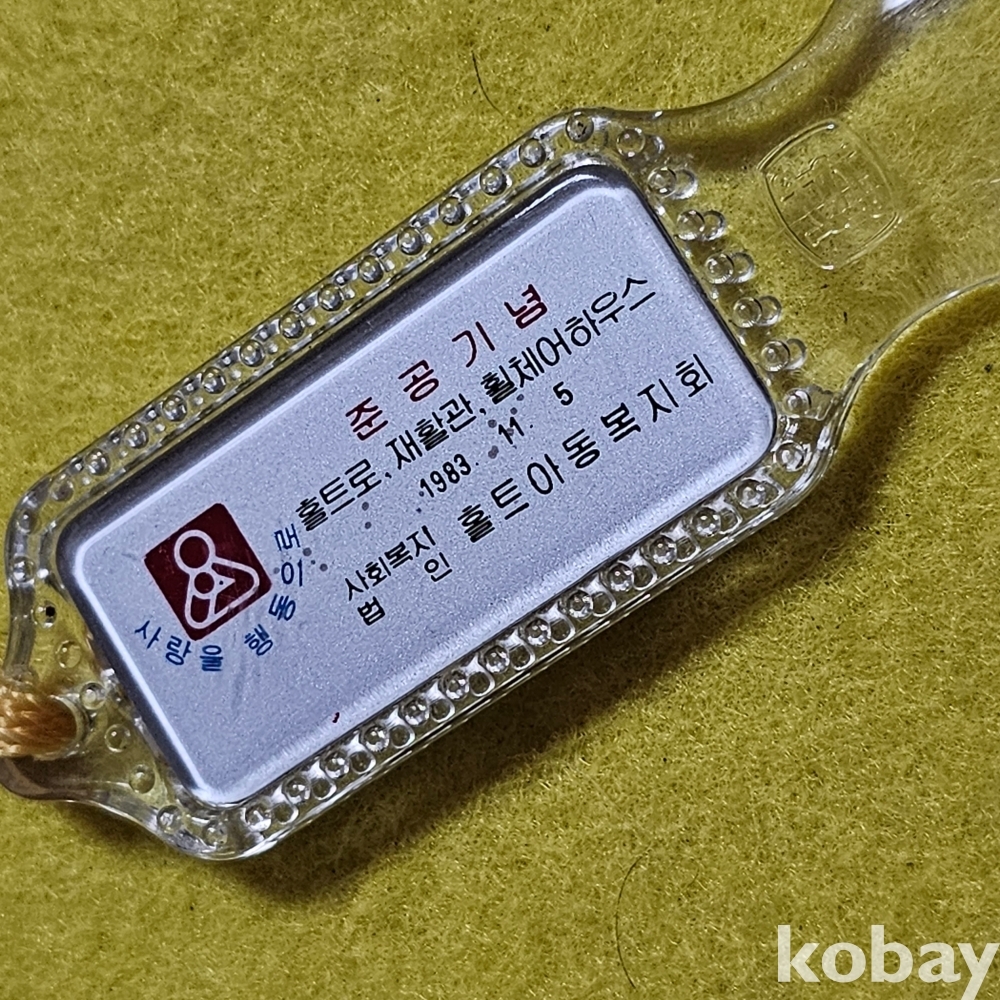 준공기념
홀트로, 재활관, 휠체어하우스
1983. 11. 5
사회복지
법인 홀트아동복지회
사랑을 행동이로
kobay